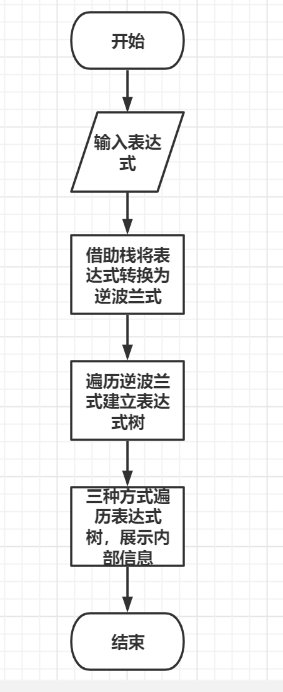 开始
输入表达
式
借助栈将表
达式转换为
逆波兰式
遍历逆波兰
式建立表达
式树
三种方式遍
历表达式
树，展示内
部信息
结束